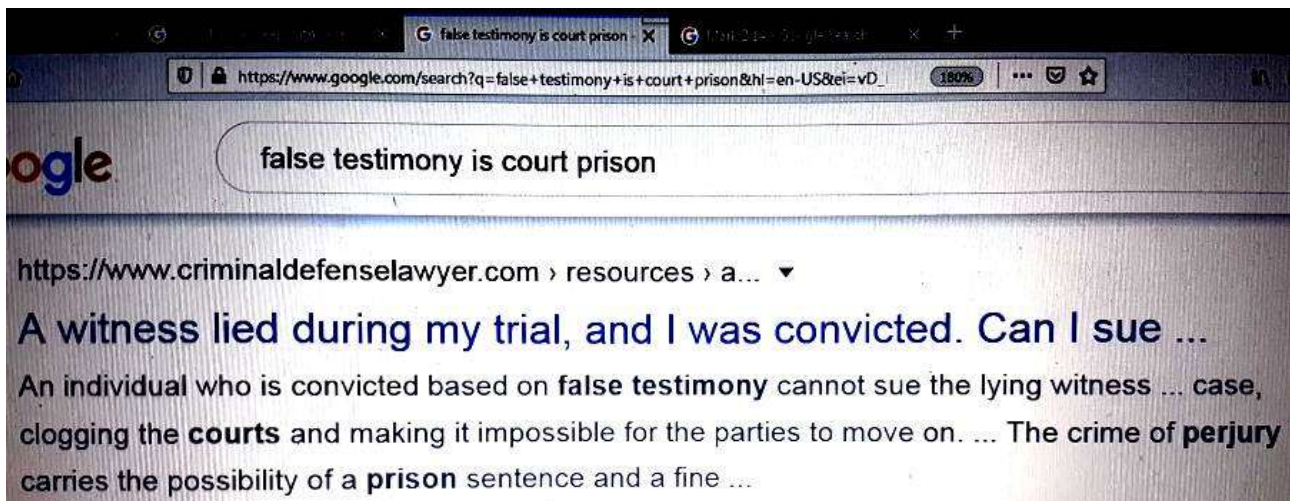 false testimony is court prison - X
https://www.google.com/search?q=false+testimony+is+court+prison&hl=en-US&ei=vD_ 180% ...
ogle false testimony is court prison
https://www.criminaldefenselawyer.com › resources › a... ▼
A witness lied during my trial, and I was convicted. Can I sue ...
An individual who is convicted based on false testimony cannot sue the lying witness ... case,
clogging the courts and making it impossible for the parties to move on. ... The crime of perjury
carries the possibility of a prison sentence and a fine ...